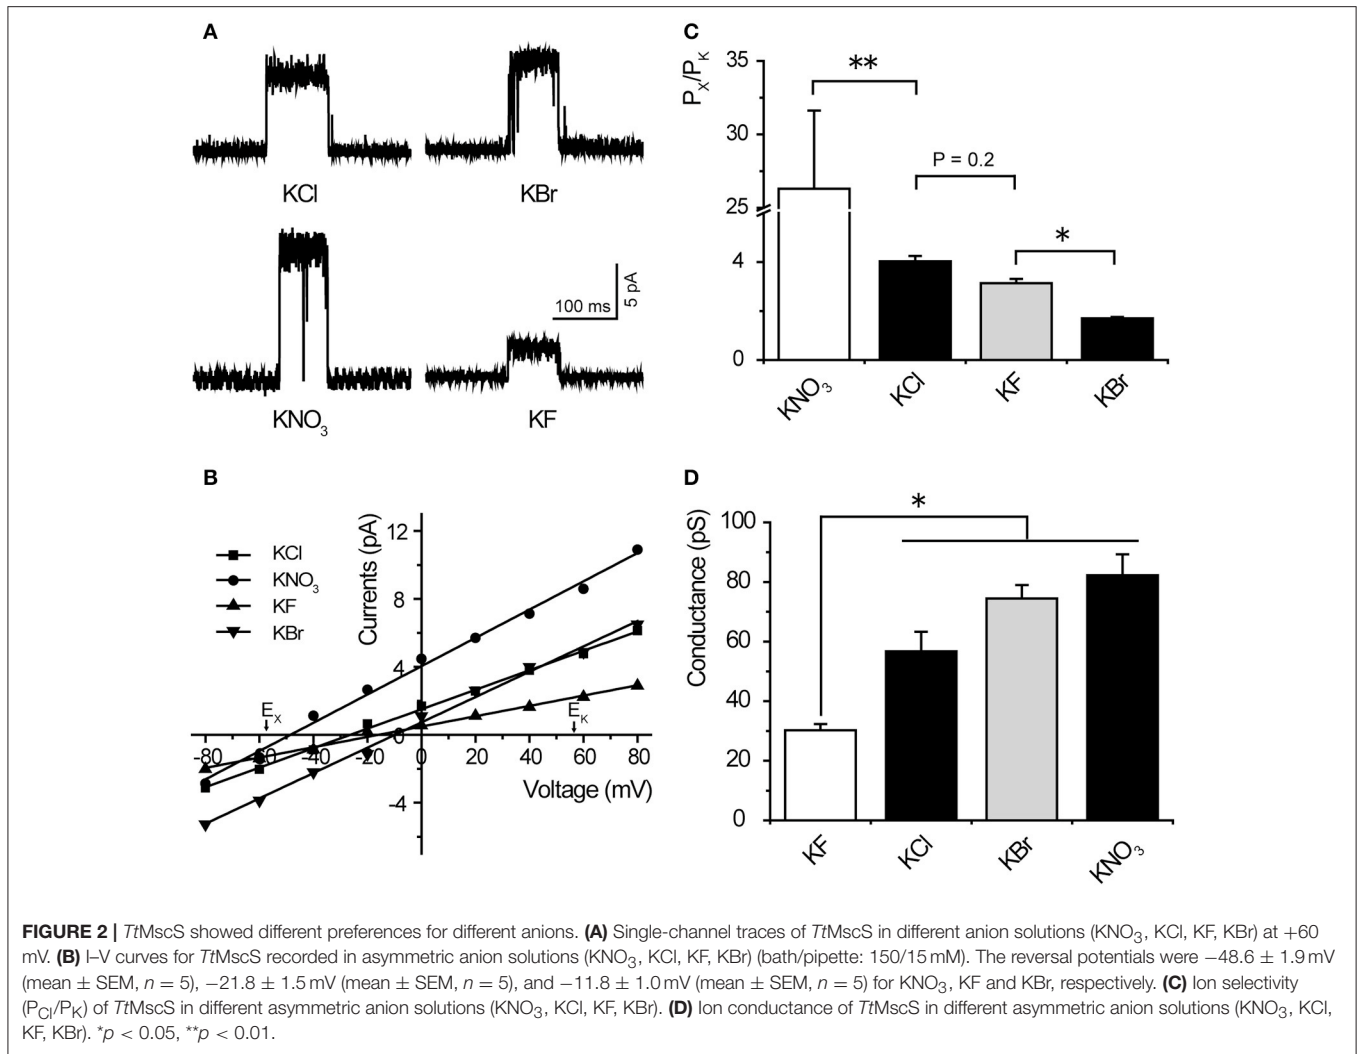 A
KCl
KBr
KNO3
KF
100 ms
5 pA
C
PX/PK
35
30
25
4
0
**
P = 0.2
*
KNO3
KCl
KF
KBr
B
KCl
KNO3
KF
KBr
Currents (pA)
12
8
4
-4
EX
EK
-80 -60 -40 -20 0 20 40 60 80
Voltage (mV)
D
Conductance (pS)
100
80
60
40
20
0
*
KF
KCl
KBr
KNO3
FIGURE 2 | TtMscS showed different preferences for different anions. (A) Single-channel traces of TtMscS in different anion solutions (KNO3, KCl, KF, KBr) at +60
mV. (B) I–V curves for TtMscS recorded in asymmetric anion solutions (KNO3, KCl, KF, KBr) (bath/pipette: 150/15 mM). The reversal potentials were −48.6 ± 1.9 mV
(mean ± SEM, n = 5), −21.8 ± 1.5 mV (mean ± SEM, n = 5), and −11.8 ± 1.0 mV (mean ± SEM, n = 5) for KNO3, KF and KBr, respectively. (C) Ion selectivity
(PCl/PK) of TtMscS in different asymmetric anion solutions (KNO3, KCl, KF, KBr). (D) Ion conductance of TtMscS in different asymmetric anion solutions (KNO3, KCl,
KF, KBr). *p < 0.05, **p < 0.01.